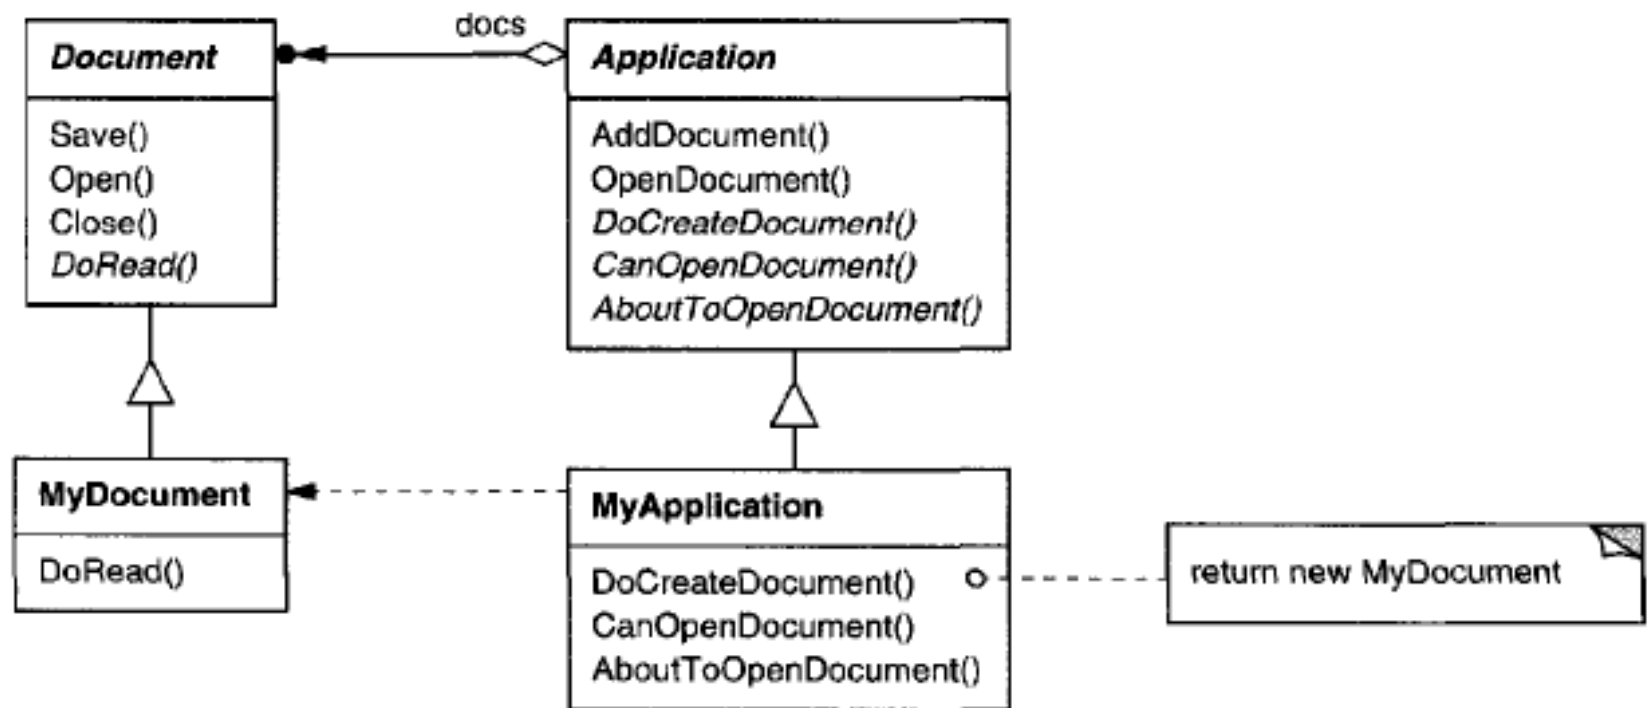 docs
Document
Save()
Open()
Close()
DoRead()
Application
AddDocument()
OpenDocument()
DoCreateDocument()
CanOpenDocument()
AboutToOpenDocument()
MyDocument
DoRead()
MyApplication
DoCreateDocument()
CanOpenDocument()
AboutToOpenDocument()
return new MyDocument